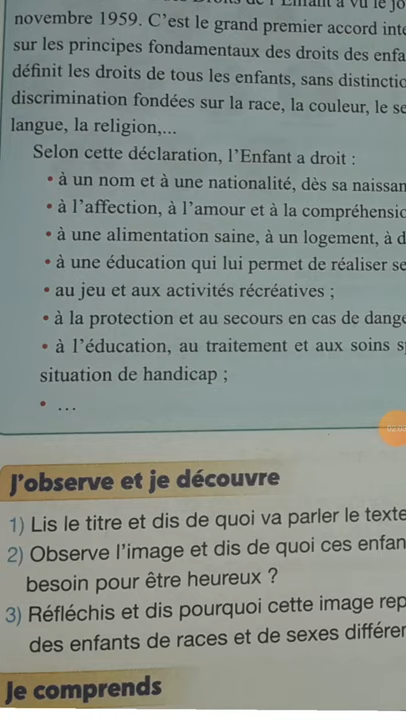 l'Enfant a vu le
novembre 1959. C'est le grand premier accord
sur les principes fondamentaux des droits des
définit les droits de tous les enfants, sans
discrimination fondées sur la race, la couleur, le
langue, la religion,...
Selon cette déclaration, l'Enfant a droit :
• à un nom et à une nationalité, dès sa
• à l'affection, à l'amour et à la
• à une alimentation saine, à un logement, à
• à une éducation qui lui permet de réaliser
• au jeu et aux activités récréatives ;
• à la protection et au secours en cas de
• à l'éducation, au traitement et aux soins
situation de handicap ;
• ...
J'observe et je découvre
1) Lis le titre et dis de quoi va parler le texte
2) Observe l'image et dis de quoi ces
besoin pour être heureux ?
3) Réfléchis et dis pourquoi cette image
des enfants de races et de sexes
Je comprends